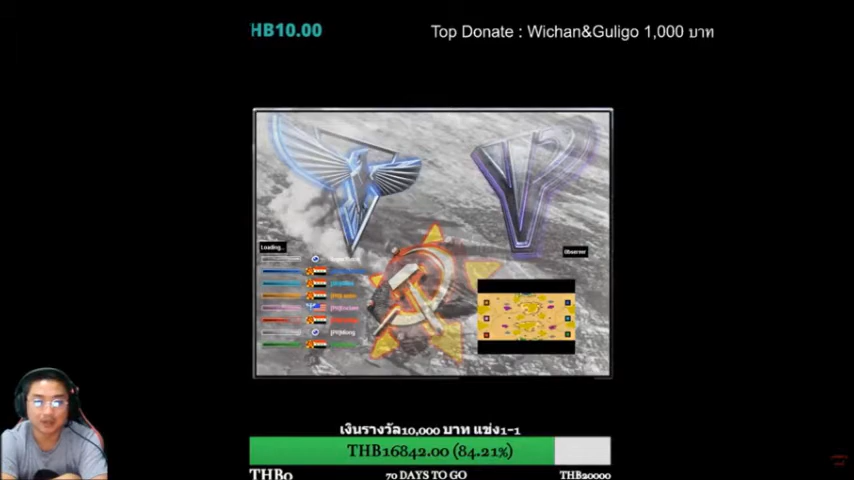 HB10.00
Top Donate : Wichan&Guligo 1,000 บาท
Loading...
Observer
เงินรางวัล10,000 บาท แข่ง1-1
THB16842.00 (84.21%)
THB0
70 DAYS TO GO
THB20000